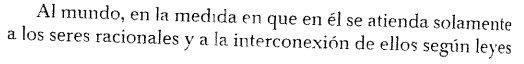 Al mundo, en la medida en que en él se atienda solamente
a los seres racionales y a la interconexión de ellos según leyes